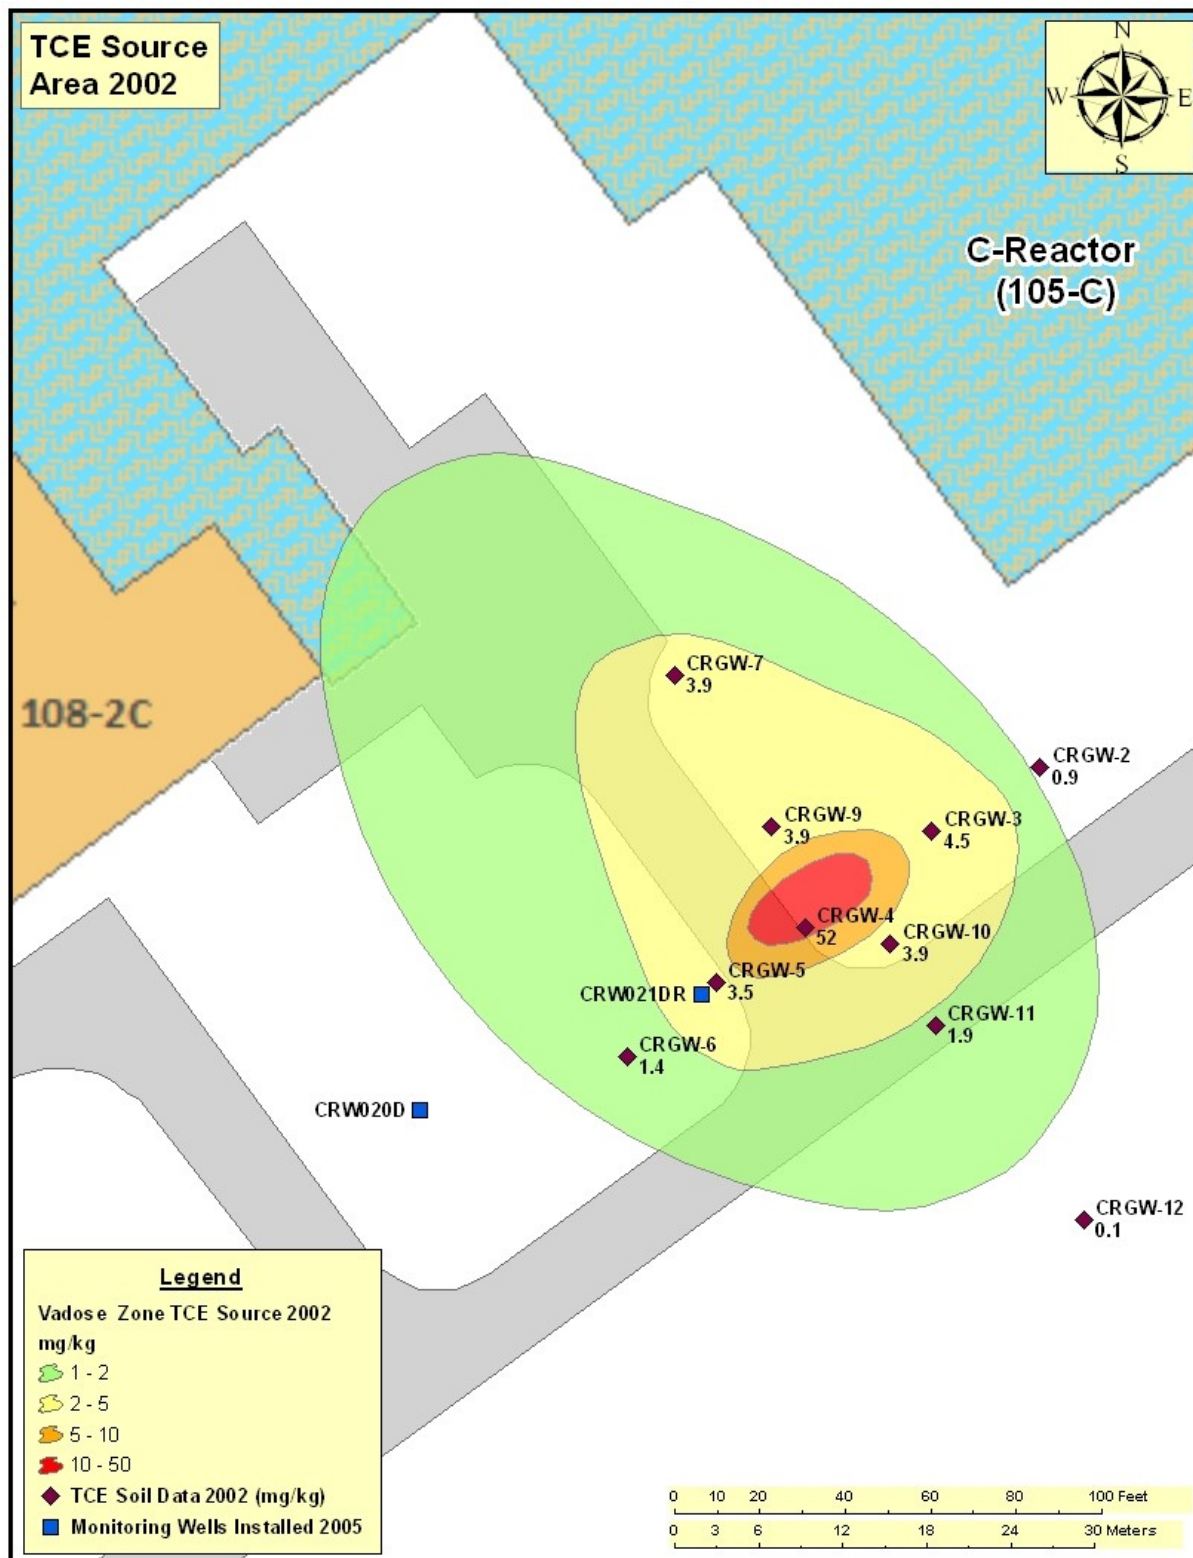 TCE Source
Area 2002
N
W E
S
C-Reactor
(105-C)
108-2C
CRGW-7
3.9
CRGW-2
0.9
CRGW-9
3.9
CRGW-3
4.5
CRGW-4
52
CRGW-10
3.9
CRGW-5
3.5
CRW021DR
CRGW-11
1.9
CRGW-6
1.4
CRW020D
CRGW-12
0.1
Legend
Vadose Zone TCE Source 2002
mg/kg
1 - 2
2 - 5
5 - 10
10 - 50
TCE Soil Data 2002 (mg/kg)
Monitoring Wells Installed 2005
0 10 20 40 60 80 100 Feet
0 3 6 12 18 24 30 Meters